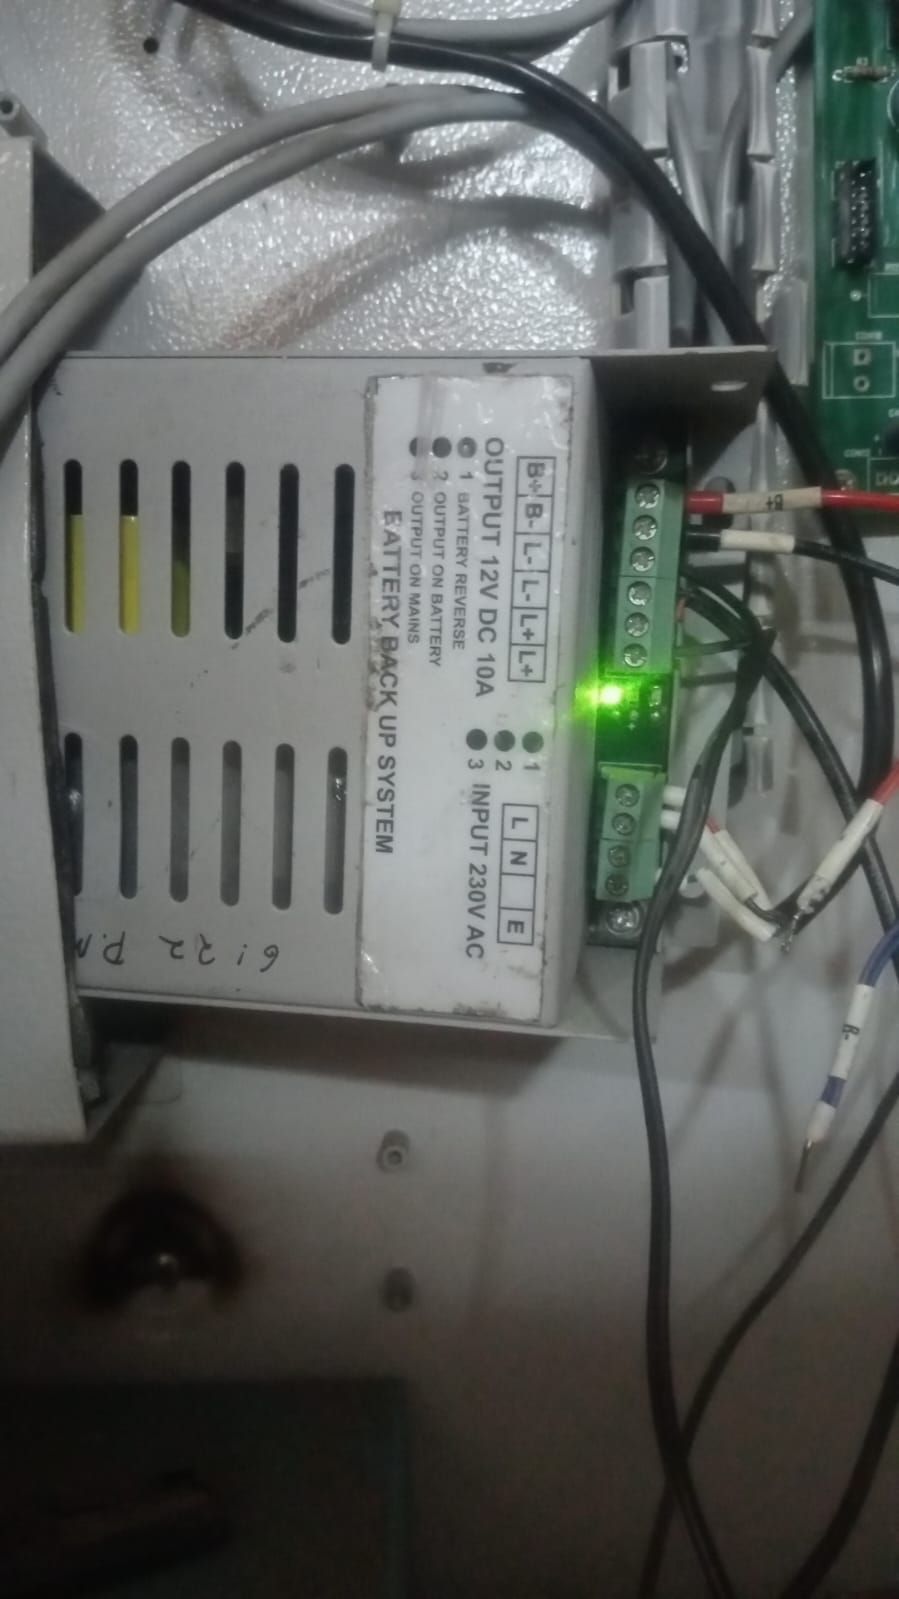 B+ B- L- L- L+ L+
OUTPUT 12V DC 10A
1 BATTERY REVERSE
2 OUTPUT ON BATTERY
3 OUTPUT ON MAINS
1
2
3
L N E
INPUT 230V AC
BATTERY BACK UP SYSTEM
B+
B-